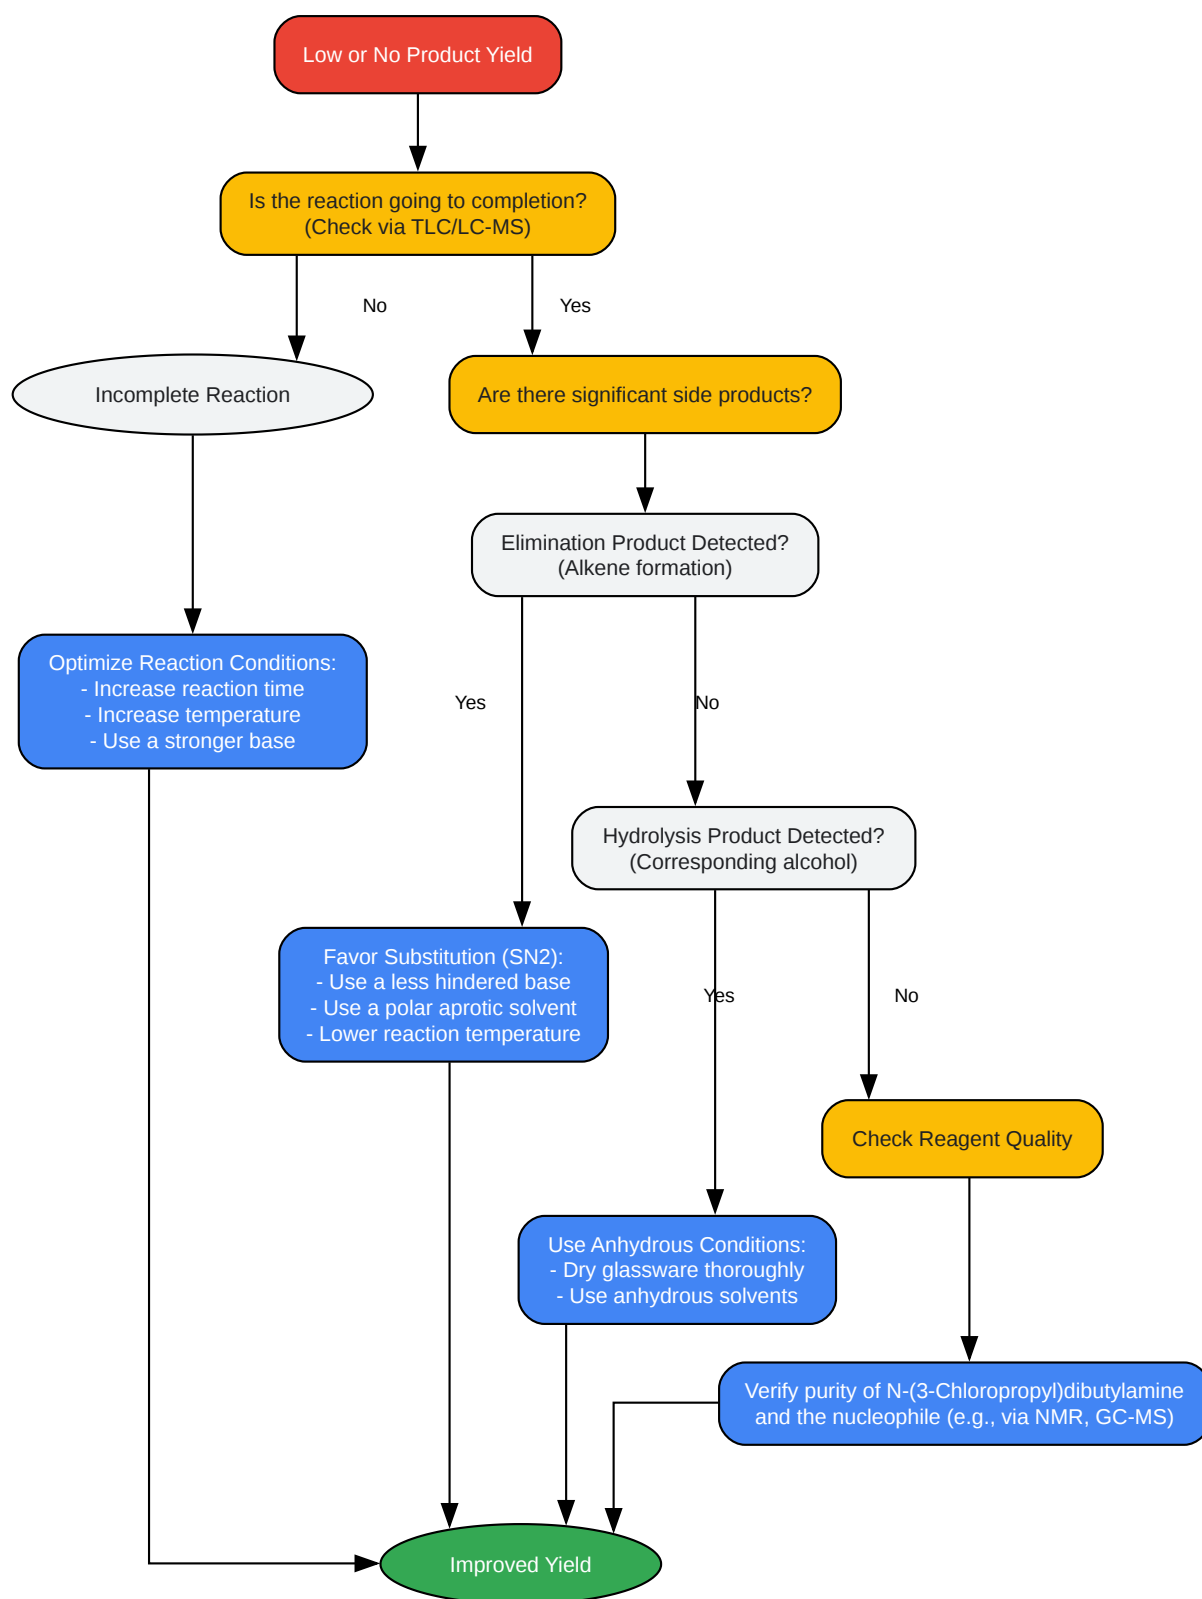 Low or No Product Yield
Is the reaction going to completion?
(Check via TLC/LC-MS)
No
Yes
Incomplete Reaction
Are there significant side products?
Elimination Product Detected?
(Alkene formation)
Optimize Reaction Conditions:
- Increase reaction time
- Increase temperature
- Use a stronger base
Yes
No
Hydrolysis Product Detected?
(Corresponding alcohol)
Favor Substitution (SN2):
- Use a less hindered base
- Use a polar aprotic solvent
- Lower reaction temperature
Yes
No
Check Reagent Quality
Use Anhydrous Conditions:
- Dry glassware thoroughly
- Use anhydrous solvents
Verify purity of N-(3-Chloropropyl)dibutylamine
and the nucleophile (e.g., via NMR, GC-MS)
Improved Yield